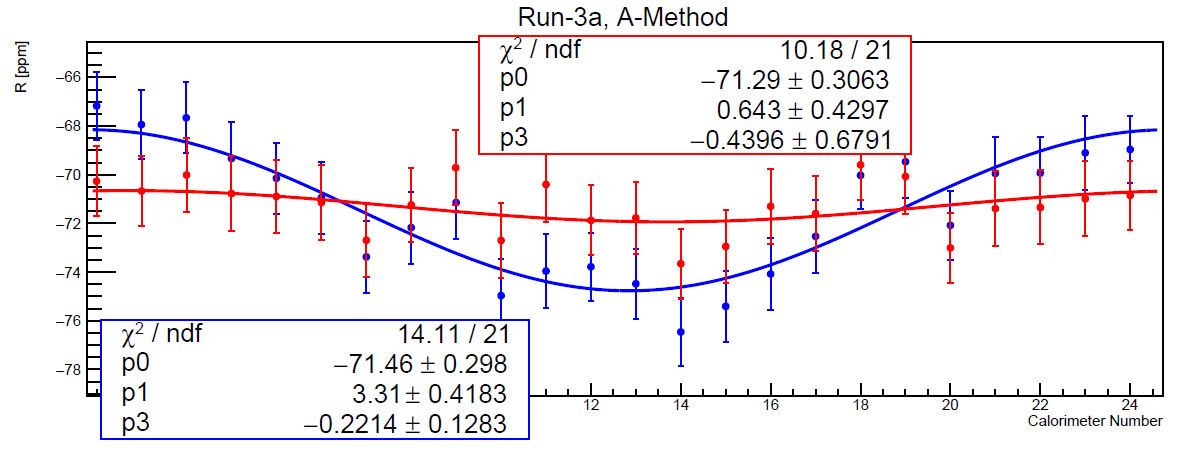 Run-3a, A-Method
R [ppm]
χ² / ndf 10.18 / 21
p0 −71.29 ± 0.3063
p1 0.643 ± 0.4297
p3 −0.4396 ± 0.6791
−66
−68
−70
−72
−74
−76
−78
χ² / ndf 14.11 / 21
p0 −71.46 ± 0.298
p1 3.31 ± 0.4183
p3 −0.2214 ± 0.1283
12 14 16 18 20 22 24
Calorimeter Number